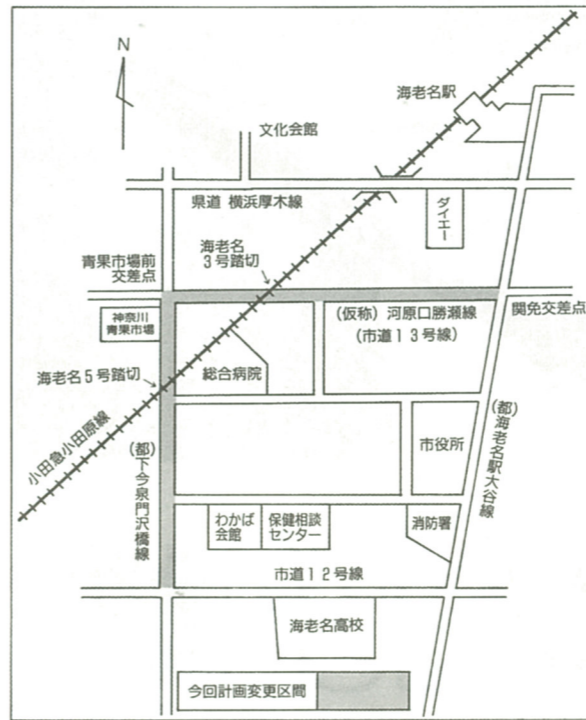 N
海老名駅
文化会館
県道 横浜厚木線
ダイエー
海老名
3号踏切
青果市場前
交差点
(仮称) 河原口勝瀬線
(市道13号線)
関免交差点
神奈川
青果市場
総合病院
海老名5号踏切
小田急小田原線
(都)下今泉門沢橋線
市役所
(都)海老名駅大谷線
わかば
会館
保健相談
センター
消防署
市道12号線
海老名高校
今回計画変更区間